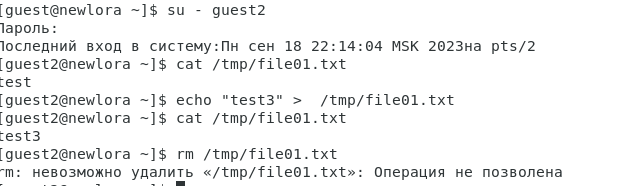 [guest@newlora ~]$ su - guest2
Пароль:
Последний вход в систему:Пн сен 18 22:14:04 MSK 2023на pts/2
[guest2@newlora ~]$ cat /tmp/file01.txt
test
[guest2@newlora ~]$ echo "test3" >  /tmp/file01.txt
[guest2@newlora ~]$ cat /tmp/file01.txt
test3
[guest2@newlora ~]$ rm /tmp/file01.txt
rm: невозможно удалить «/tmp/file01.txt»: Операция не позволена